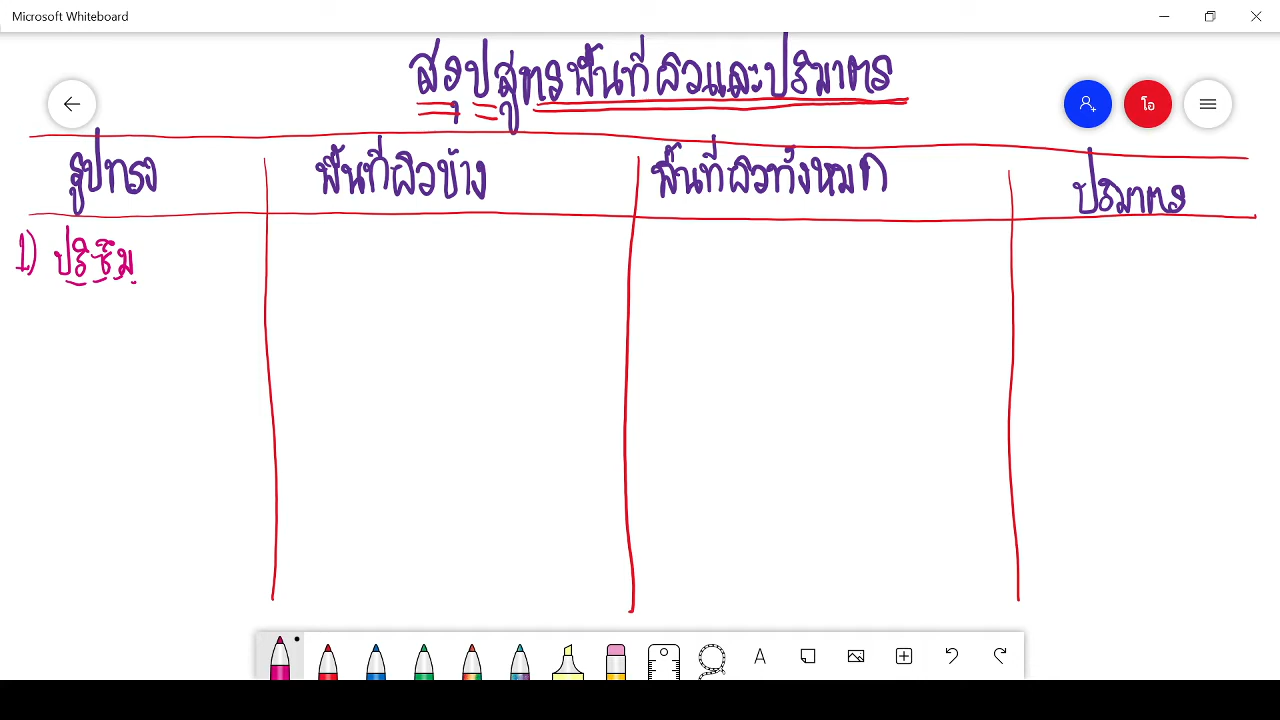 Microsoft Whiteboard
สรุปสูตรพื้นที่ผิวและปริมาตร
โอ
รูปทรง พื้นที่ผิวข้าง พื้นที่ผิวทั้งหมด ปริมาตร
1) ปริซึม
A